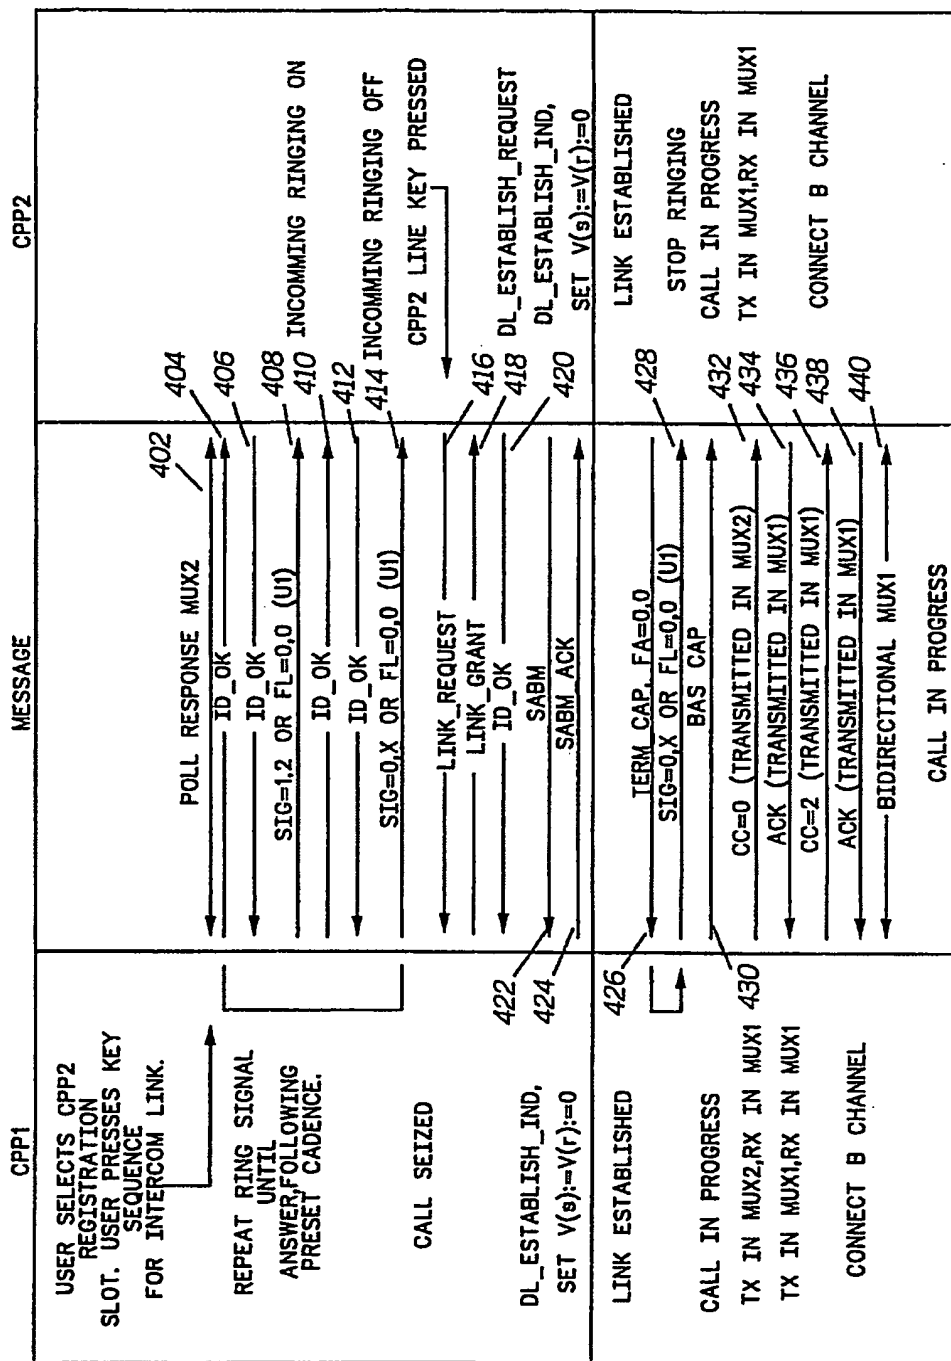 CPP1
MESSAGE
CPP2
USER SELECTS CPP2
REGISTRATION
SLOT. USER PRESSES KEY
SEQUENCE
FOR INTERCOM LINK.
402
POLL RESPONSE MUX2
404
ID_OK
406
ID_OK
408
REPEAT RING SIGNAL
UNTIL
ANSWER,FOLLOWING
PRESET CADENCE.
SIG=1,2 OR FL=0,0 (U1)
INCOMMING RINGING ON
410
ID_OK
412
ID_OK
414
SIG=0,X OR FL=0,0 (U1)
INCOMMING RINGING OFF
CALL SEIZED
CPP2 LINE KEY PRESSED
LINK_REQUEST
416
LINK_GRANT
418
ID_OK
420
DL_ESTABLISH_REQUEST
DL_ESTABLISH_IND,
SET V(s):=V(r):=0
422
SABM
DL_ESTABLISH_IND,
SET V(s):=V(r):=0
424
SABM_ACK
LINK ESTABLISHED
426
TERM_CAP, FA=0,0
LINK ESTABLISHED
SIG=0,X OR FL=0,0 (U1)
428
STOP RINGING
430
BAS CAP
CALL IN PROGRESS
CALL IN PROGRESS
TX IN MUX2,RX IN MUX1
CC=0 (TRANSMITTED IN MUX2)
432
TX IN MUX1,RX IN MUX1
TX IN MUX1,RX IN MUX1
ACK (TRANSMITTED IN MUX1)
434
CC=2 (TRANSMITTED IN MUX1)
436
CONNECT B CHANNEL
ACK (TRANSMITTED IN MUX1)
438
CONNECT B CHANNEL
BIDIRECTIONAL MUX1
440
CALL IN PROGRESS